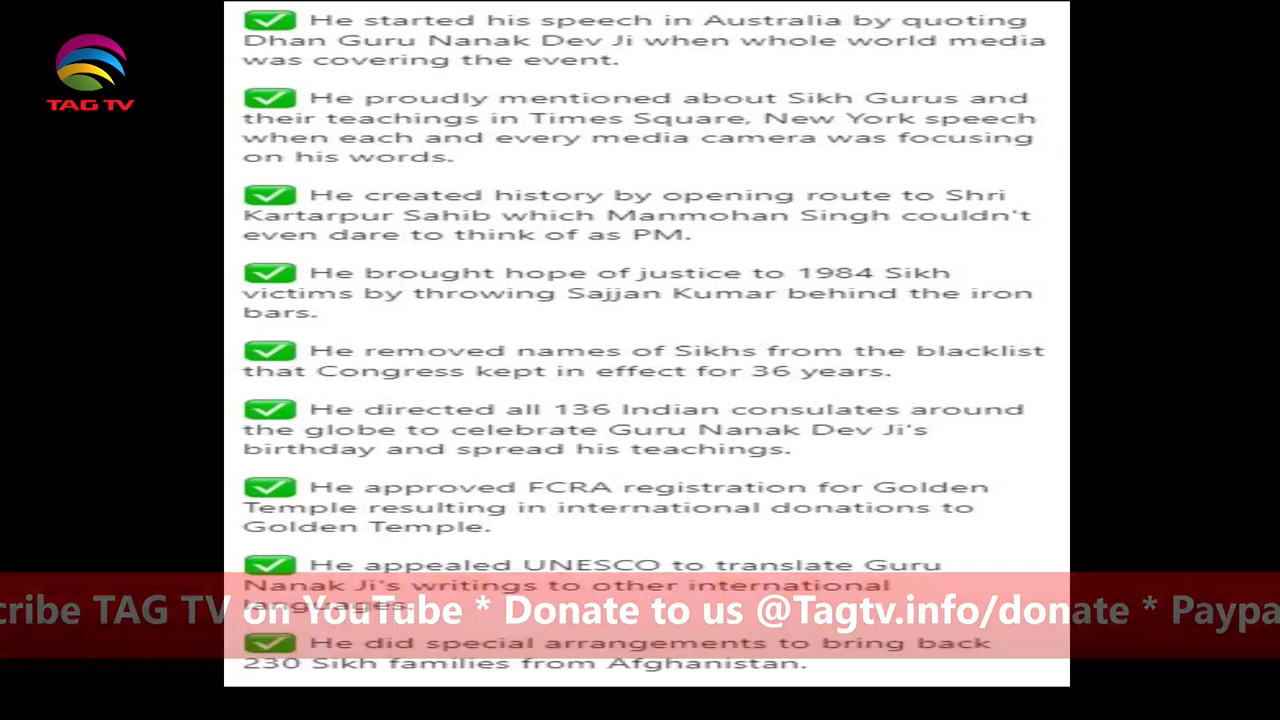 TAG TV
✅ He started his speech in Australia by quoting
Dhan Guru Nanak Dev Ji when whole world media
was covering the event.
✅ He proudly mentioned about Sikh Gurus and
their teachings in Times Square, New York speech
when each and every media camera was focusing
on his words.
✅ He created history by opening route to Shri
Kartarpur Sahib which Manmohan Singh couldn't
even dare to think of as PM.
✅ He brought hope of justice to 1984 Sikh
victims by throwing Sajjan Kumar behind the iron
bars.
✅ He removed names of Sikhs from the blacklist
that Congress kept in effect for 36 years.
✅ He directed all 136 Indian consulates around
the globe to celebrate Guru Nanak Dev Ji's
birthday and spread his teachings.
✅ He approved FCRA registration for Golden
Temple resulting in international donations to
Golden Temple.
✅ He appealed UNESCO to translate Guru
Nanak Ji's writings to other international
languages.
cribe TAG TV on YouTube * Donate to us @Tagtv.info/donate * Paypa
✅ He did special arrangements to bring back
230 Sikh families from Afghanistan.